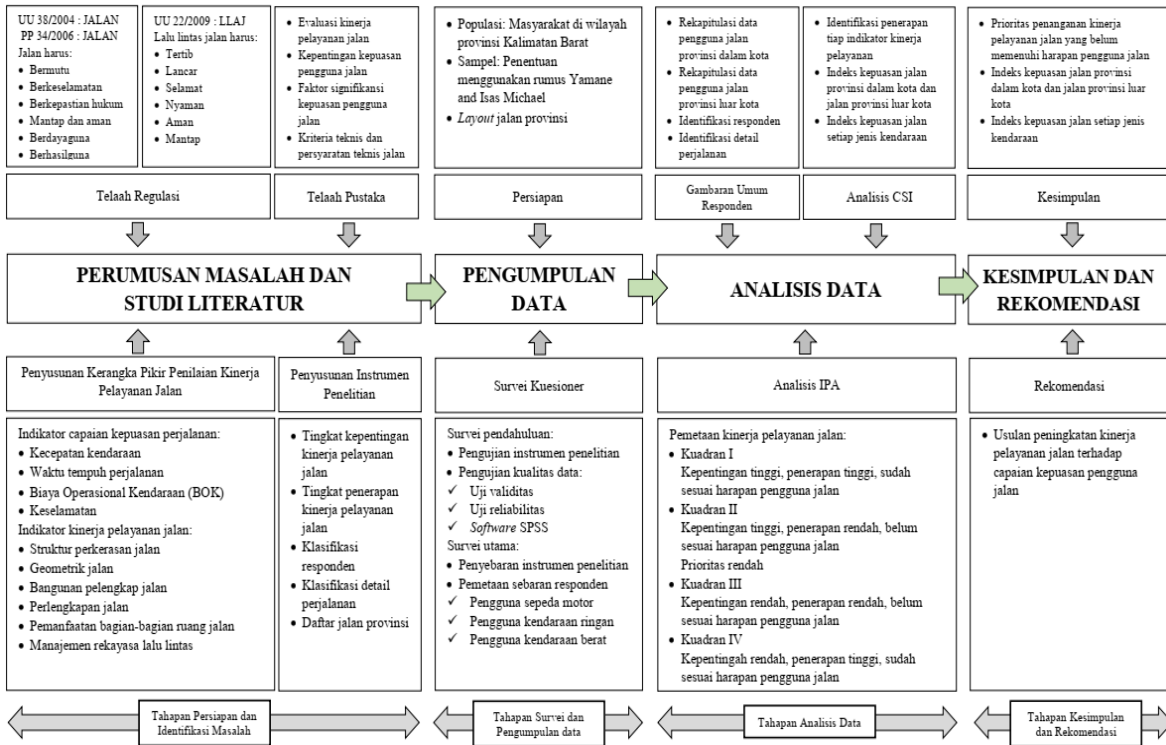 UU 38/2004 : JALAN
PP 34/2006 : JALAN
Jalan harus:
• Bermutu
• Berkeselamatan
• Berkepastian hukum
• Mantap dan aman
• Berdayaguna
• Berhasilguna
UU 22/2009 : LLAJ
Lalu lintas jalan harus:
• Tertib
• Lancar
• Selamat
• Nyaman
• Aman
• Mantap
• Evaluasi kinerja
pelayanan jalan
• Kepentingan kepuasan
pengguna jalan
• Faktor signifikansi
kepuasan pengguna
jalan
• Kriteria teknis dan
persyaratan teknis jalan
• Populasi: Masyarakat di wilayah
provinsi Kalimatan Barat
• Sampel: Penentuan
menggunakan rumus Yamane
and Isas Michael
• Layout jalan provinsi
• Rekapitulasi data
pengguna jalan
provinsi dalam kota
• Rekapitulasi data
pengguna jalan
provinsi luar kota
• Identifikasi responden
• Identifikasi detail
perjalanan
• Identifikasi penerapan
tiap indikator kinerja
pelayanan
• Indeks kepuasan jalan
provinsi dalam kota dan
jalan provinsi luar kota
• Indeks kepuasan jalan
setiap jenis kendaraan
• Prioritas penanganan kinerja
pelayanan jalan yang belum
memenuhi harapan pengguna jalan
• Indeks kepuasan jalan provinsi
dalam kota dan jalan provinsi luar
kota
• Indeks kepuasan jalan setiap jenis
kendaraan
Telaah Regulasi
Telaah Pustaka
Persiapan
Gambaran Umum
Responden
Analisis CSI
Kesimpulan
PERUMUSAN MASALAH DAN
STUDI LITERATUR
PENGUMPULAN
DATA
ANALISIS DATA
KESIMPULAN DAN
REKOMENDASI
Penyusunan Kerangka Pikir Penilaian Kinerja
Pelayanan Jalan
Penyusunan Instrumen
Penelitian
Survei Kuesioner
Analisis IPA
Rekomendasi
Indikator capaian kepuasan perjalanan:
• Kecepatan kendaraan
• Waktu tempuh perjalanan
• Biaya Operasional Kendaraan (BOK)
• Keselamatan
Indikator kinerja pelayanan jalan:
• Struktur perkerasan jalan
• Geometrik jalan
• Bangunan pelengkap jalan
• Perlengkapan jalan
• Pemanfaatan bagian-bagian ruang jalan
• Manajemen rekayasa lalu lintas
• Tingkat kepentingan
kinerja pelayanan
jalan
• Tingkat penerapan
kinerja pelayanan
jalan
• Klasifikasi
responden
• Klasifikasi detail
perjalanan
• Daftar jalan provinsi
Survei pendahuluan:
• Pengujian instrumen penelitian
• Pengujian kualitas data:
✓ Uji validitas
✓ Uji reliabilitas
✓ Software SPSS
Survei utama:
• Penyebaran instrumen penelitian
• Pemetaan sebaran responden
✓ Pengguna sepeda motor
✓ Pengguna kendaraan ringan
✓ Pengguna kendaraan berat
Pemetaan kinerja pelayanan jalan:
• Kuadran I
Kepentingan tinggi, penerapan tinggi, sudah
sesuai harapan pengguna jalan
• Kuadran II
Kepentingan tinggi, penerapan rendah, belum
sesuai harapan pengguna jalan
Prioritas rendah
• Kuadran III
Kepentingan rendah, penerapan rendah, belum
sesuai harapan pengguna jalan
• Kuadran IV
Kepentingah rendah, penerapan tinggi, sudah
sesuai harapan pengguna jalan
• Usulan peningkatan kinerja
pelayanan jalan terhadap
capaian kepuasan pengguna
jalan
Tahapan Persiapan dan
Identifikasi Masalah
Tahapan Survei dan
Pengumpulan data
Tahapan Analisis Data
Tahapan Kesimpulan
dan Rekomendasi